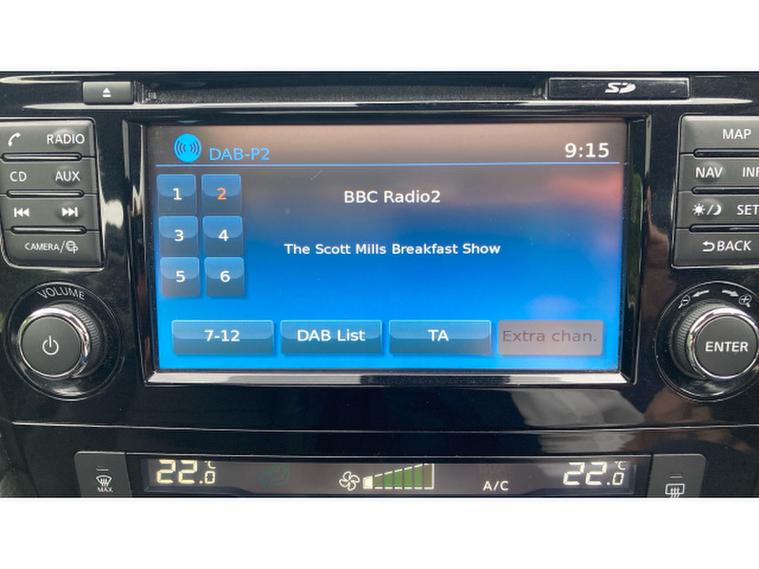 SD
RADIO
CD AUX
CAMERA/
VOLUME
DAB-P2 9:15
1 2
3 4
5 6
BBC Radio2
The Scott Mills Breakfast Show
7-12 DAB List TA Extra chan.
MAP
NAV INF
SET
BACK
ENTER
MAX
22.0 °C
A/C
22.0 °C